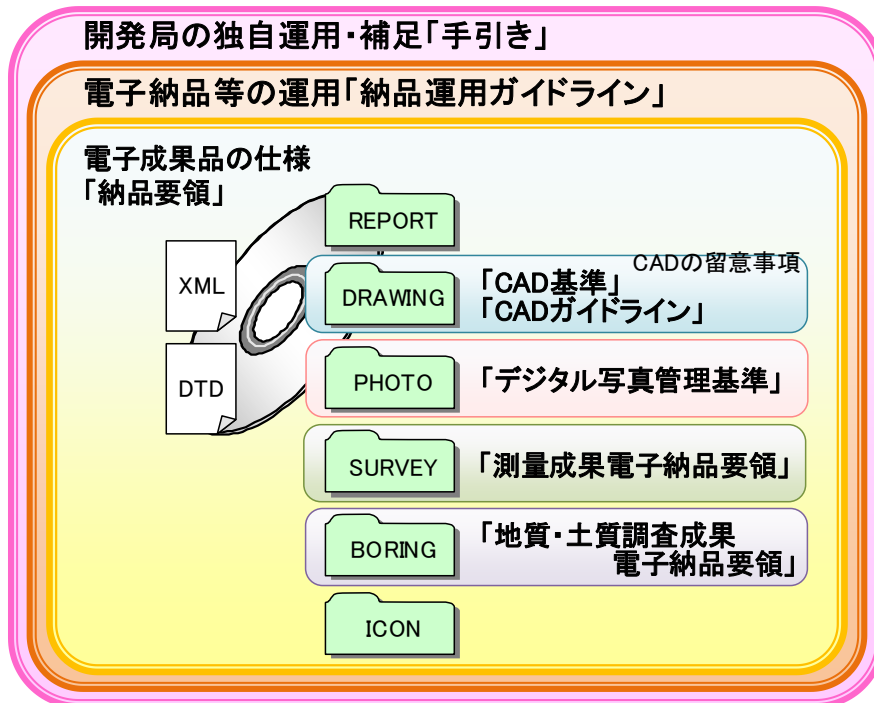 開発局の独自運用・補足「手引き」
電子納品等の運用「納品運用ガイドライン」
電子成果品の仕様
「納品要領」
REPORT
XML
CADの留意事項
DRAWING
「CAD基準」
「CADガイドライン」
DTD
PHOTO
「デジタル写真管理基準」
SURVEY
「測量成果電子納品要領」
BORING
「地質・土質調査成果
電子納品要領」
ICON